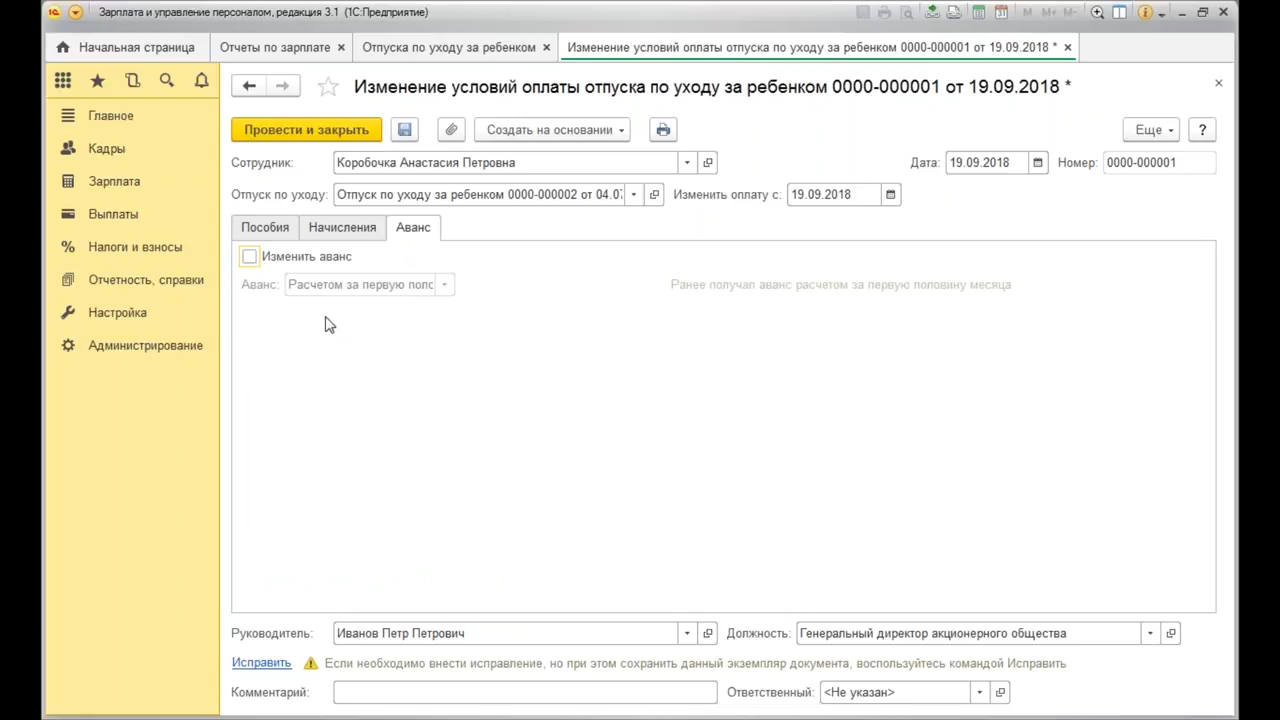 Зарплата и управление персоналом, редакция 3.1 (1С:Предприятие)
M M+ M-
Начальная страница
Отчеты по зарплате
Отпуска по уходу за ребенком
Изменение условий оплаты отпуска по уходу за ребенком 0000-000001 от 19.09.2018 *
Изменение условий оплаты отпуска по уходу за ребенком 0000-000001 от 19.09.2018 *
Главное
Кадры
Зарплата
Выплаты
Налоги и взносы
Отчетность, справки
Настройка
Администрирование
Провести и закрыть
Создать на основании
Еще
?
Сотрудник: Коробочка Анастасия Петровна
Дата: 19.09.2018 Номер: 0000-000001
Отпуск по уходу: Отпуск по уходу за ребенком 0000-000002 от 04.07 Изменить оплату с: 19.09.2018
Пособия Начисления Аванс
Изменить аванс
Аванс: Расчетом за первую поло Ранее получал аванс расчетом за первую половину месяца
Руководитель: Иванов Петр Петрович Должность: Генеральный директор акционерного общества
Исправить Если необходимо внести исправление, но при этом сохранить данный экземпляр документа, воспользуйтесь командой Исправить
Комментарий: Ответственный: <Не указан>